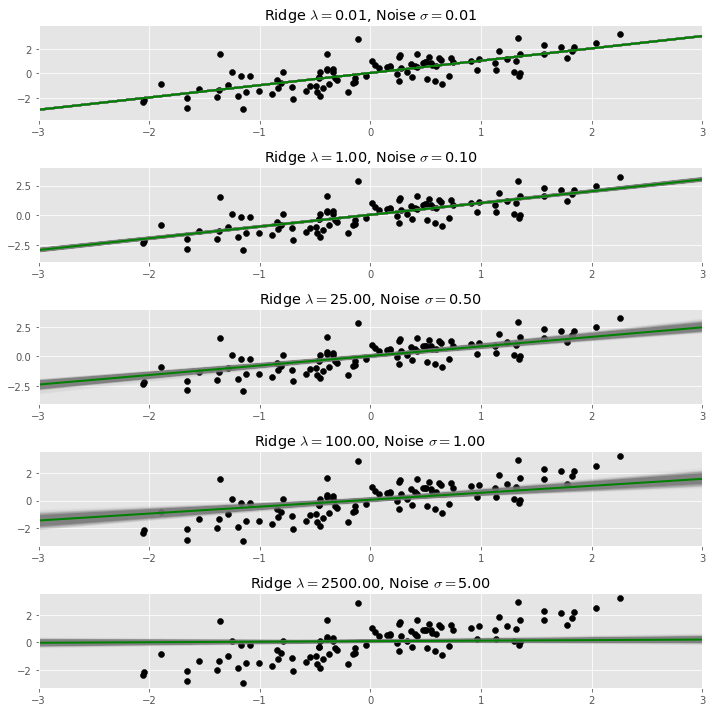 Ridge λ = 0.01, Noise σ = 0.01
2
0
−2
−3 −2 −1 0 1 2 3
Ridge λ = 1.00, Noise σ = 0.10
2.5
0.0
−2.5
−3 −2 −1 0 1 2 3
Ridge λ = 25.00, Noise σ = 0.50
2.5
0.0
−2.5
−3 −2 −1 0 1 2 3
Ridge λ = 100.00, Noise σ = 1.00
2
0
−2
−3 −2 −1 0 1 2 3
Ridge λ = 2500.00, Noise σ = 5.00
2
0
−2
−3 −2 −1 0 1 2 3